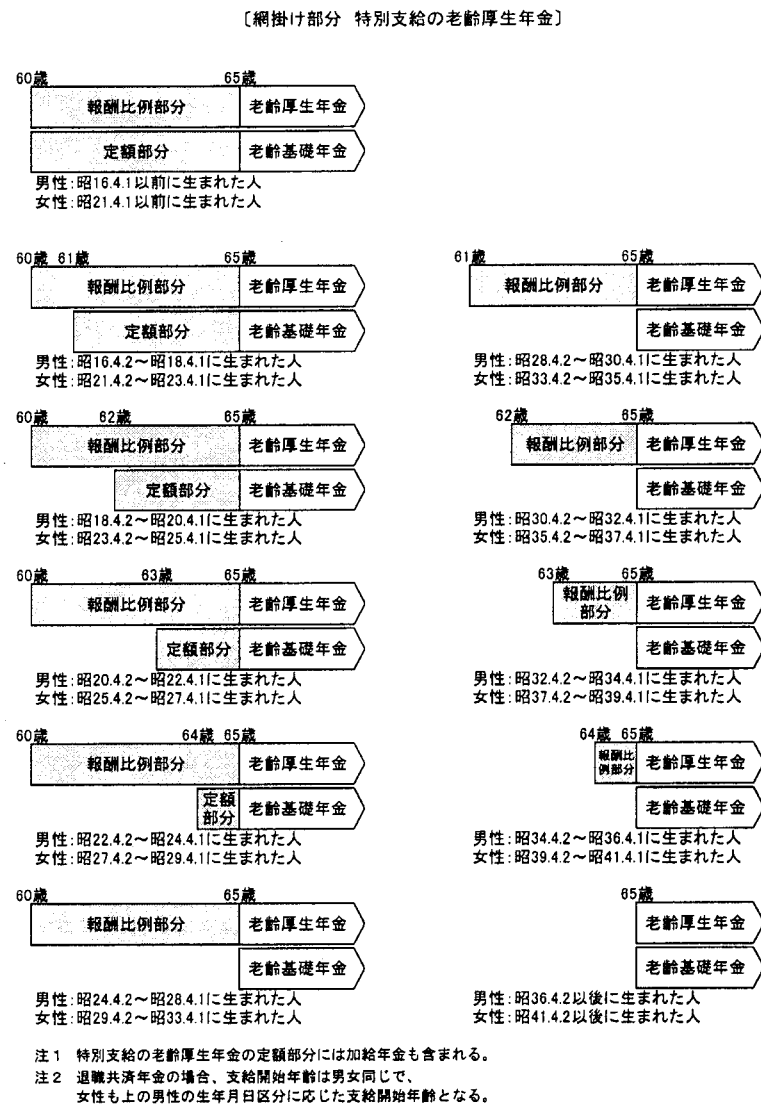 〔網掛け部分 特別支給の老齢厚生年金〕
60歳 65歳
報酬比例部分 老齢厚生年金
定額部分 老齢基礎年金
男性:昭16.4.1以前に生まれた人
女性:昭21.4.1以前に生まれた人
60歳 61歳 65歳
報酬比例部分 老齢厚生年金
定額部分 老齢基礎年金
男性:昭16.4.2～昭18.4.1に生まれた人
女性:昭21.4.2～昭23.4.1に生まれた人
60歳 62歳 65歳
報酬比例部分 老齢厚生年金
定額部分 老齢基礎年金
男性:昭18.4.2～昭20.4.1に生まれた人
女性:昭23.4.2～昭25.4.1に生まれた人
60歳 63歳 65歳
報酬比例部分 老齢厚生年金
定額部分 老齢基礎年金
男性:昭20.4.2～昭22.4.1に生まれた人
女性:昭25.4.2～昭27.4.1に生まれた人
60歳 64歳 65歳
報酬比例部分 老齢厚生年金
定額
部分 老齢基礎年金
男性:昭22.4.2～昭24.4.1に生まれた人
女性:昭27.4.2～昭29.4.1に生まれた人
60歳 65歳
報酬比例部分 老齢厚生年金
老齢基礎年金
男性:昭24.4.2～昭28.4.1に生まれた人
女性:昭29.4.2～昭33.4.1に生まれた人
61歳 65歳
報酬比例部分 老齢厚生年金
老齢基礎年金
男性:昭28.4.2～昭30.4.1に生まれた人
女性:昭33.4.2～昭35.4.1に生まれた人
62歳 65歳
報酬比例部分 老齢厚生年金
老齢基礎年金
男性:昭30.4.2～昭32.4.1に生まれた人
女性:昭35.4.2～昭37.4.1に生まれた人
63歳 65歳
報酬比例
部分 老齢厚生年金
老齢基礎年金
男性:昭32.4.2～昭34.4.1に生まれた人
女性:昭37.4.2～昭39.4.1に生まれた人
64歳 65歳
報酬比
例部分 老齢厚生年金
老齢基礎年金
男性:昭34.4.2～昭36.4.1に生まれた人
女性:昭39.4.2～昭41.4.1に生まれた人
65歳
老齢厚生年金
老齢基礎年金
男性:昭36.4.2以後に生まれた人
女性:昭41.4.2以後に生まれた人
注1 特別支給の老齢厚生年金の定額部分には加給年金も含まれる。
注2 退職共済年金の場合、支給開始年齢は男女同じで、
女性も上の男性の生年月日区分に応じた支給開始年齢となる。